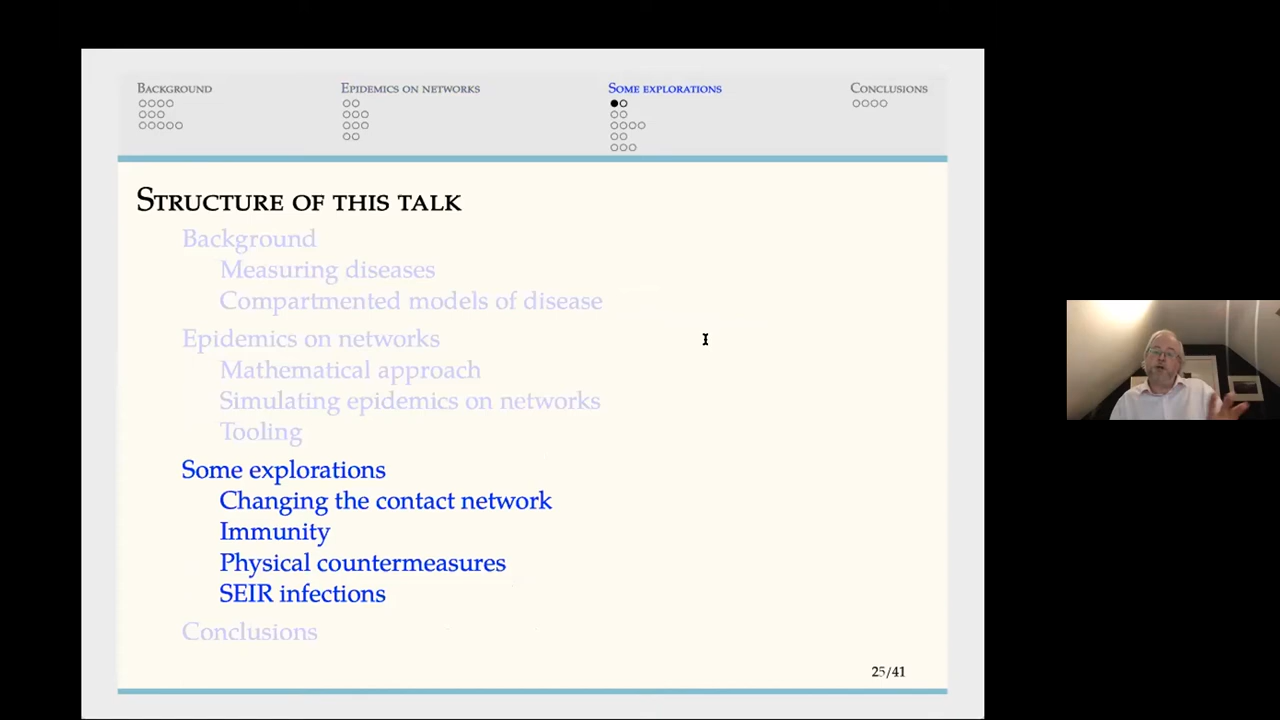 Background
Epidemics on networks
Some explorations
Conclusions
Structure of this talk
Background
Measuring diseases
Compartmented models of disease
Epidemics on networks
Mathematical approach
Simulating epidemics on networks
Tooling
Some explorations
Changing the contact network
Immunity
Physical countermeasures
SEIR infections
Conclusions
25/41